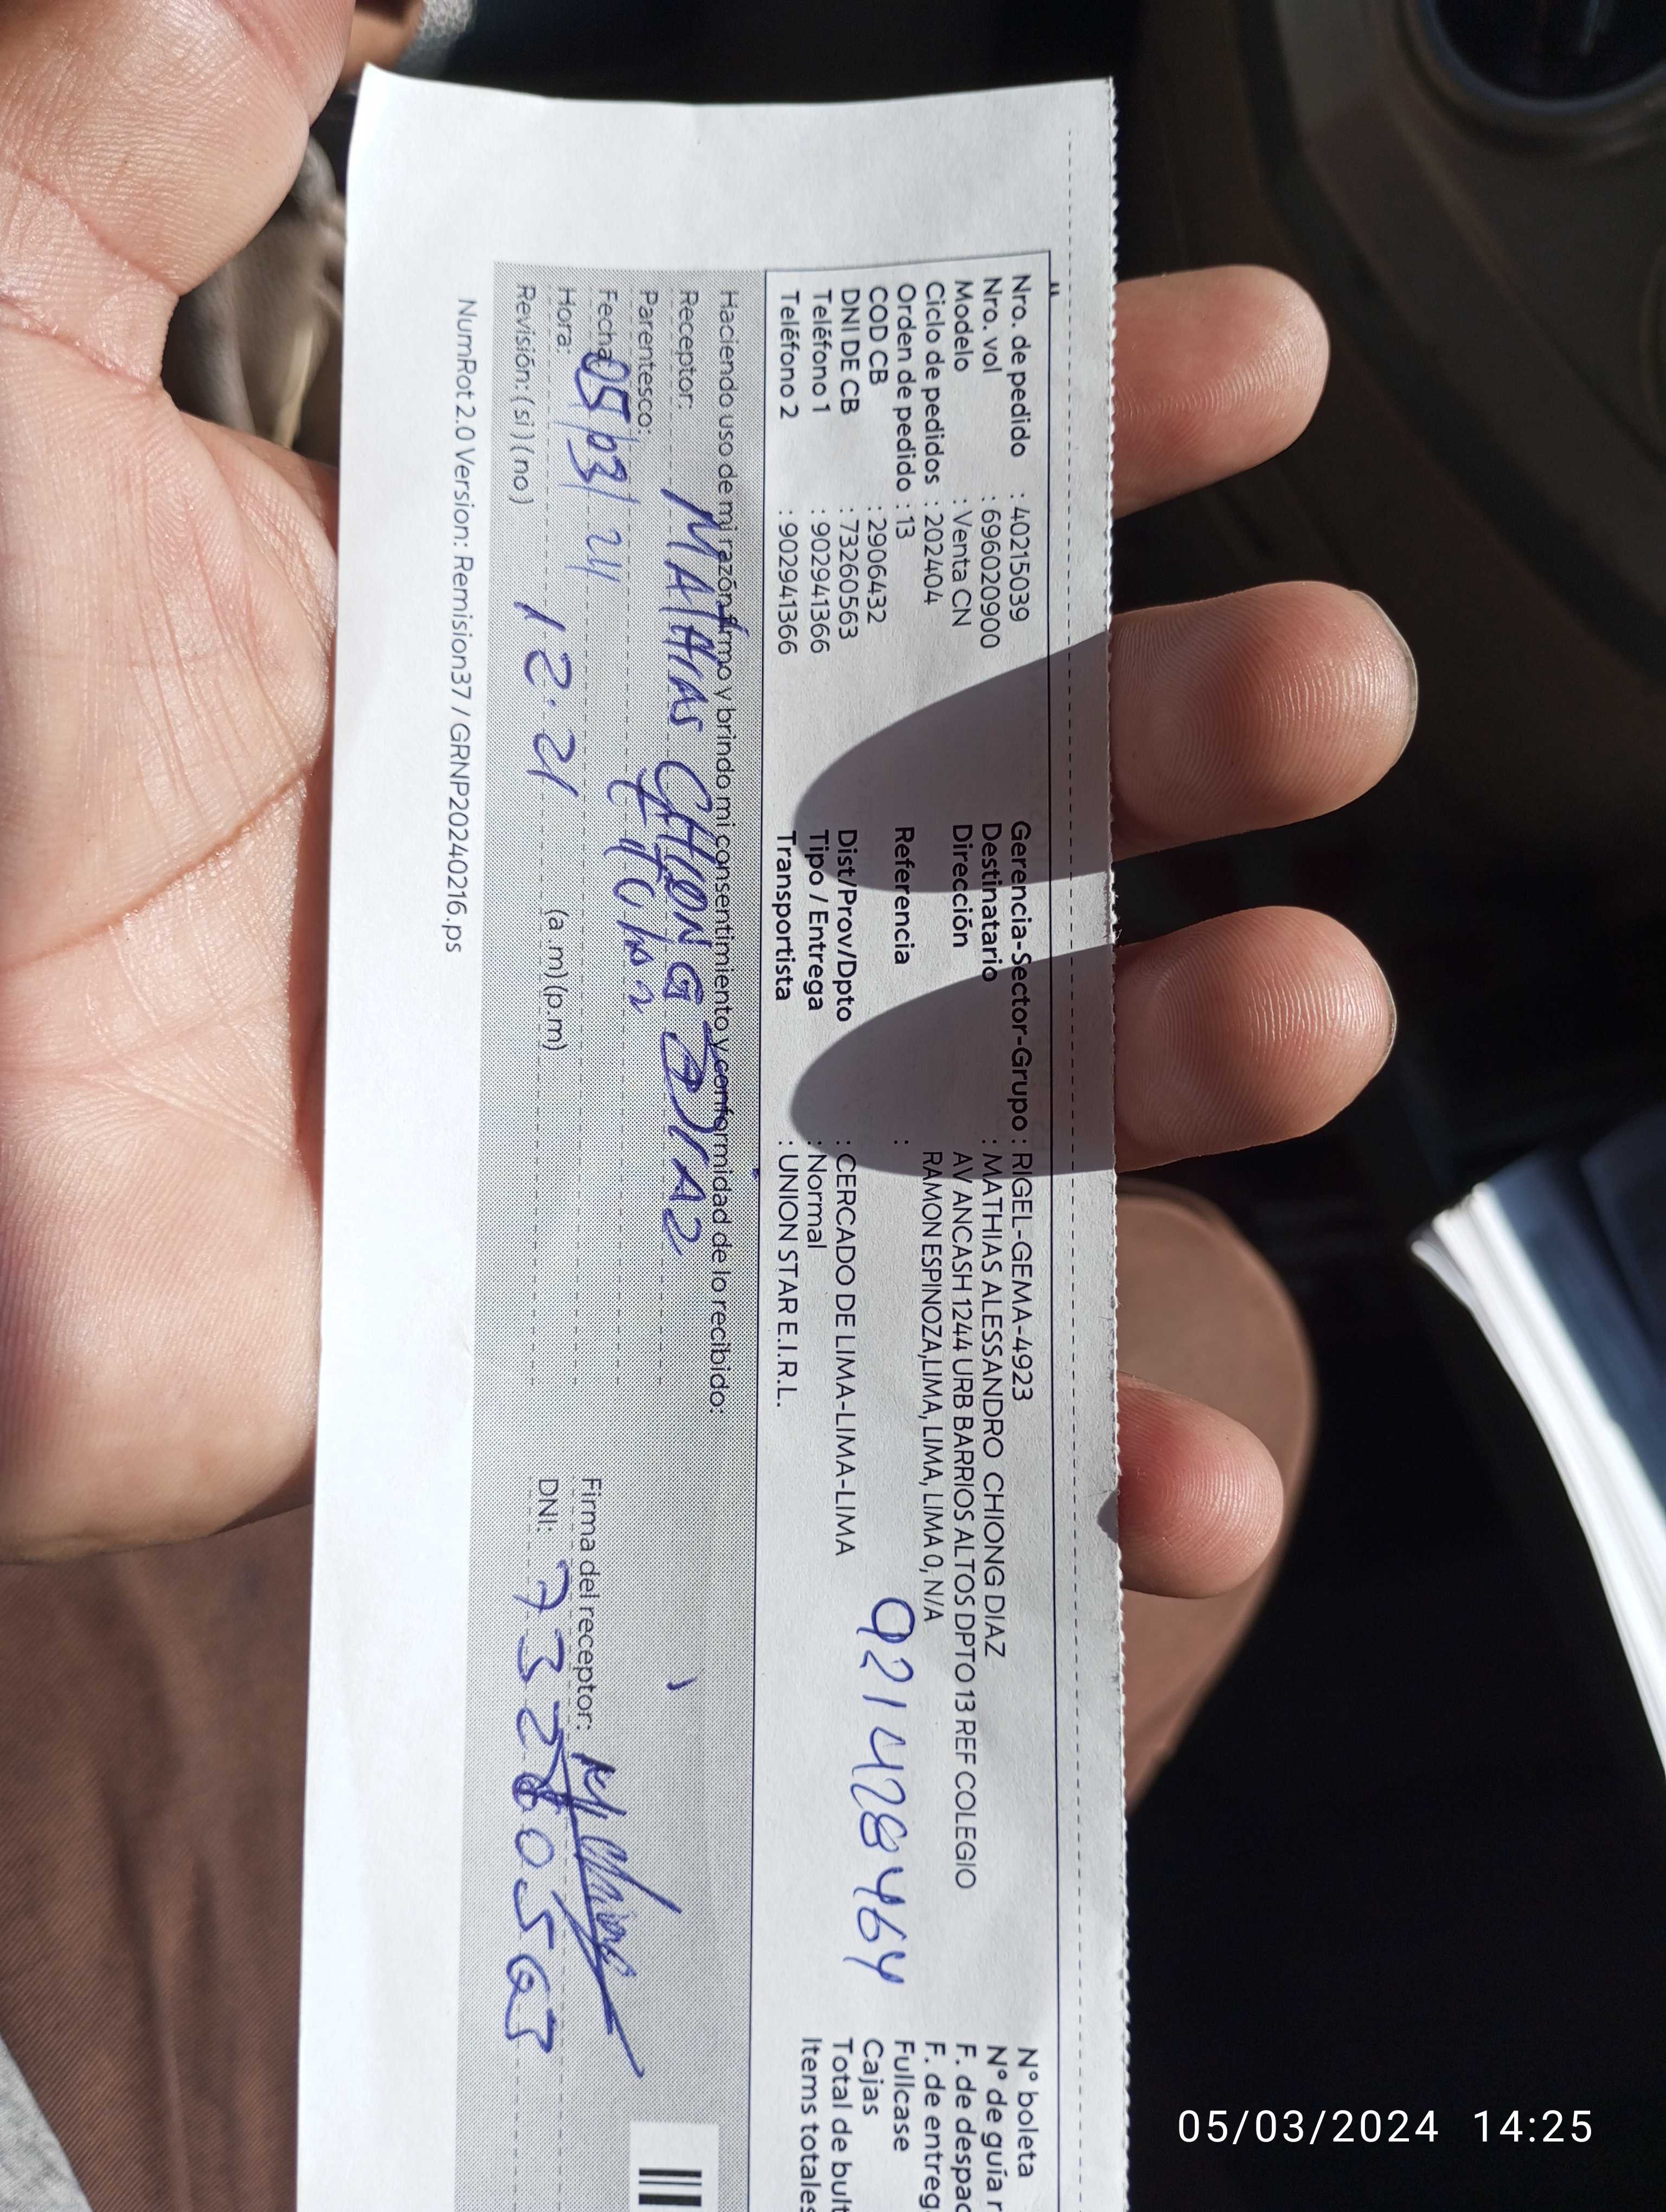 Nro. de pedido : 40215039
Nro. vol : 696020900
Modelo : Venta CN
Ciclo de pedidos : 202404
Orden de pedido : 13
COD CB : 2906432
DNI DE CB : 73260563
Teléfono 1 : 902941366
Teléfono 2 : 902941366
Gerencia-Sector-Grupo : RIGEL-GEMA-4923
Destinatario : MATHIAS ALESSANDRO CHIONG DIAZ
Dirección AV ANCASH 1244 URB BARRIOS ALTOS DPTO 13 REF COLEGIO
RAMON ESPINOZA,LIMA, LIMA, LIMA 0, N/A
Referencia :
Dist/Prov/Dpto : CERCADO DE LIMA-LIMA-LIMA
Tipo / Entrega : Normal
Transportista : UNION STAR E.I.R.L.
921428464
N° boleta
N° de guía r
F. de despac
F. de entreg
Fullcase
Cajas
Total de bult
Items totales
Haciendo uso de mi razón firmo y brindo mi consentimiento y conformidad de lo recibido:
Receptor: MATHIAS CHIONG DIAZ
Parentesco:
Fecha 05/03/24
Hora: 12:21 (a .m)(p.m)
Revisión:(si)(no)
Firma del receptor:
DNI: 73260563
NumRot 2.0 Version: Remision37 / GRNP20240216.ps
05/03/2024 14:25